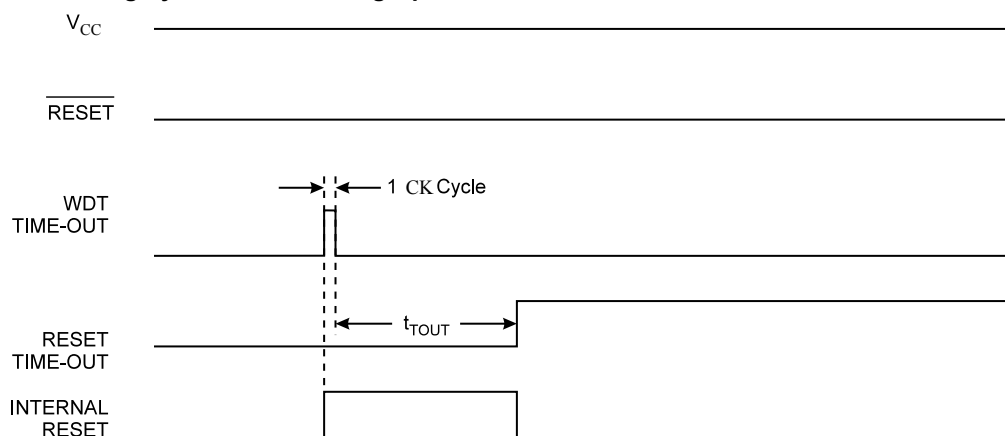 VCC
RESET
1 CK Cycle
WDT
TIME-OUT
tTOUT
RESET
TIME-OUT
INTERNAL
RESET